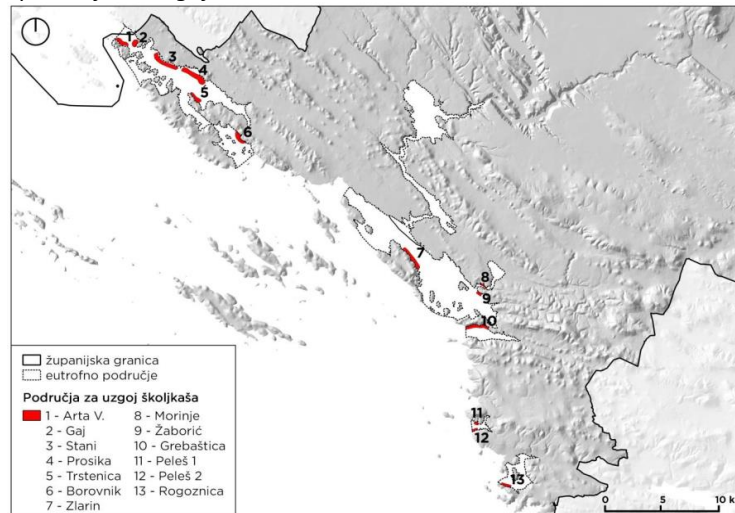 1 2
3
4
5
6
7
8
9
10
11
12
13
županijska granica
eutrofno područje
Područja za uzgoj školjkaša
1 - Arta V. 8 - Morinje
2 - Gaj 9 - Žaborić
3 - Stani 10 - Grebaštica
4 - Prosika 11 - Peleš 1
5 - Trstenica 12 - Peleš 2
6 - Borovnik 13 - Rogoznica
7 - Zlarin
0 5 10 k